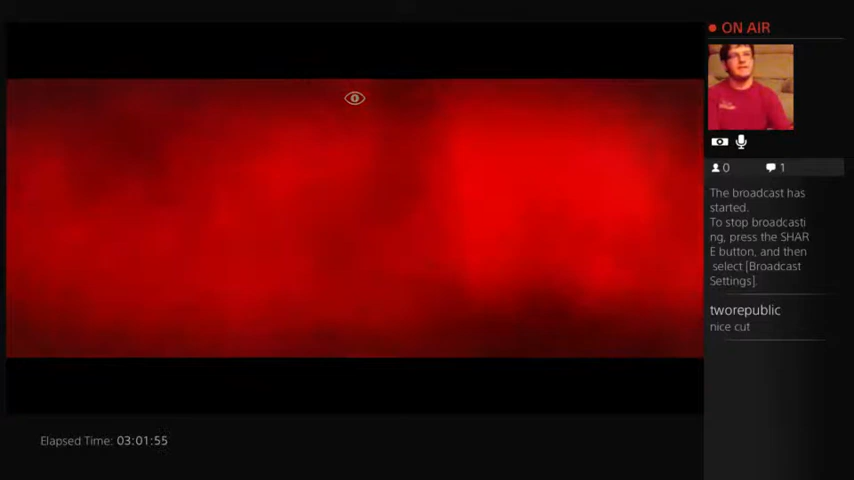 ON AIR
0 1
The broadcast has
started.
To stop broadcasti
ng, press the SHAR
E button, and then
select [Broadcast
Settings].
tworepublic
nice cut
Elapsed Time: 03:01:55